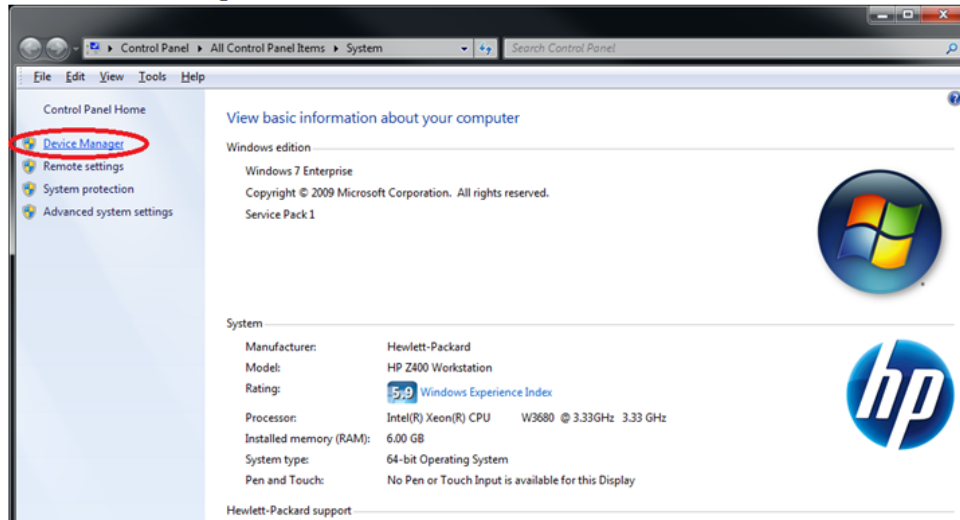 Control Panel ▸ All Control Panel Items ▸ System
Search Control Panel
File Edit View Tools Help
Control Panel Home
Device Manager
Remote settings
System protection
Advanced system settings
View basic information about your computer
Windows edition
Windows 7 Enterprise
Copyright © 2009 Microsoft Corporation. All rights reserved.
Service Pack 1
System
Manufacturer: Hewlett-Packard
Model: HP Z400 Workstation
Rating: 5.9 Windows Experience Index
Processor: Intel(R) Xeon(R) CPU W3680 @ 3.33GHz 3.33 GHz
Installed memory (RAM): 6.00 GB
System type: 64-bit Operating System
Pen and Touch: No Pen or Touch Input is available for this Display
Hewlett-Packard support
hp